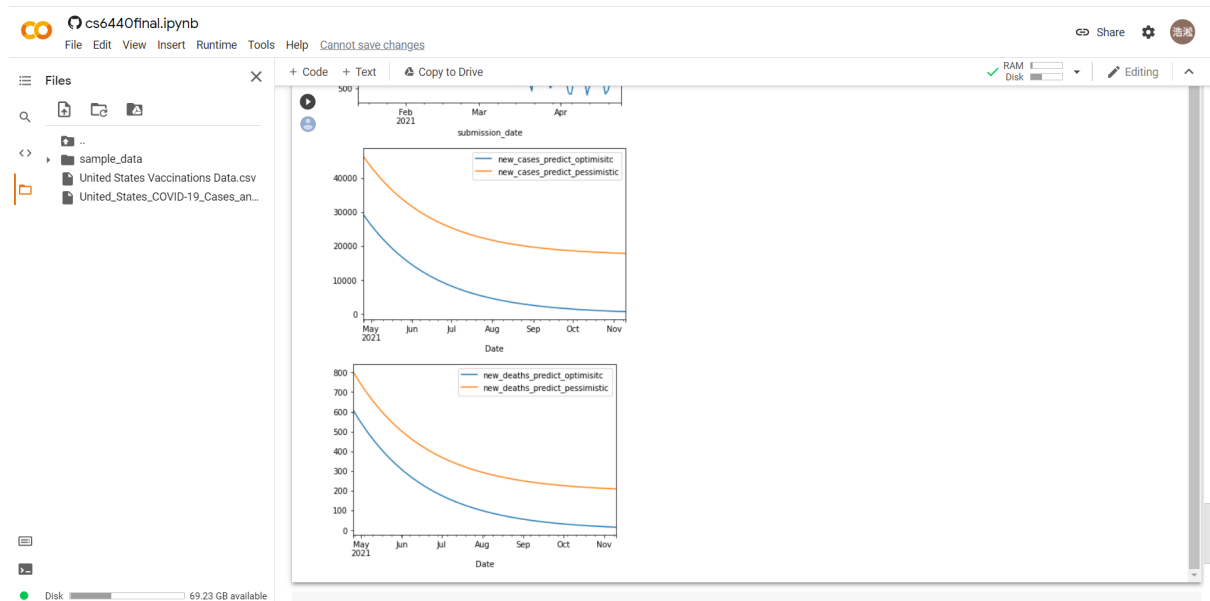 cs6440final.ipynb
File Edit View Insert Runtime Tools Help Cannot save changes
Share
浩淞
Files
+ Code + Text Copy to Drive
RAM
Disk
Editing
..
sample_data
United States Vaccinations Data.csv
United_States_COVID-19_Cases_an...
500
Feb Mar Apr
2021
submission_date
new_cases_predict_optimisitc
new_cases_predict_pessimistic
40000
30000
20000
10000
0
May Jun Jul Aug Sep Oct Nov
2021
Date
new_deaths_predict_optimisitc
new_deaths_predict_pessimistic
800
700
600
500
400
300
200
100
0
May Jun Jul Aug Sep Oct Nov
2021
Date
Disk 69.23 GB available